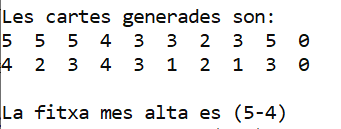 Les cartes generades son:
5 5 5 4 3 3 2 3 5 0
4 2 3 4 3 1 2 1 3 0
La fitxa mes alta es (5-4)